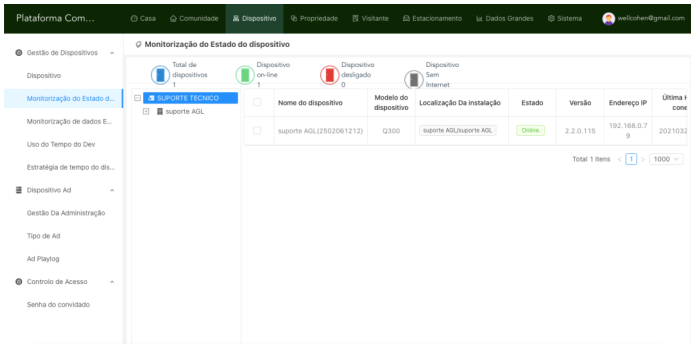 Plataforma Com...
Casa Comunidade Dispositivo Propriedade Visitante Estacionamento Dados Grandes Sistema wellcohen@gmail.com
Gestão de Dispositivos
Dispositivo
Monitorização do Estado d...
Monitorização de dados E...
Uso do Tempo do Dev
Estratégia de tempo do dis...
Dispositivo Ad
Gestão Da Administração
Tipo de Ad
Ad Playlog
Controlo de Acesso
Senha do convidado
Monitorização do Estado do dispositivo
Total de dispositivos 1
Dispositivo on-line 1
Dispositivo desligado 0
Dispositivo Sem Internet
SUPORTE TECNICO
suporte AGL
Nome do dispositivo Modelo do dispositivo Localização Da instalação Estado Versão Endereço IP Última
suporte AGL(2502061212) Q300 suporte AGL/suporte AGL Online. 2.2.0.115 192.168.0.79 2021032
Total 1 itens < 1 > 1000